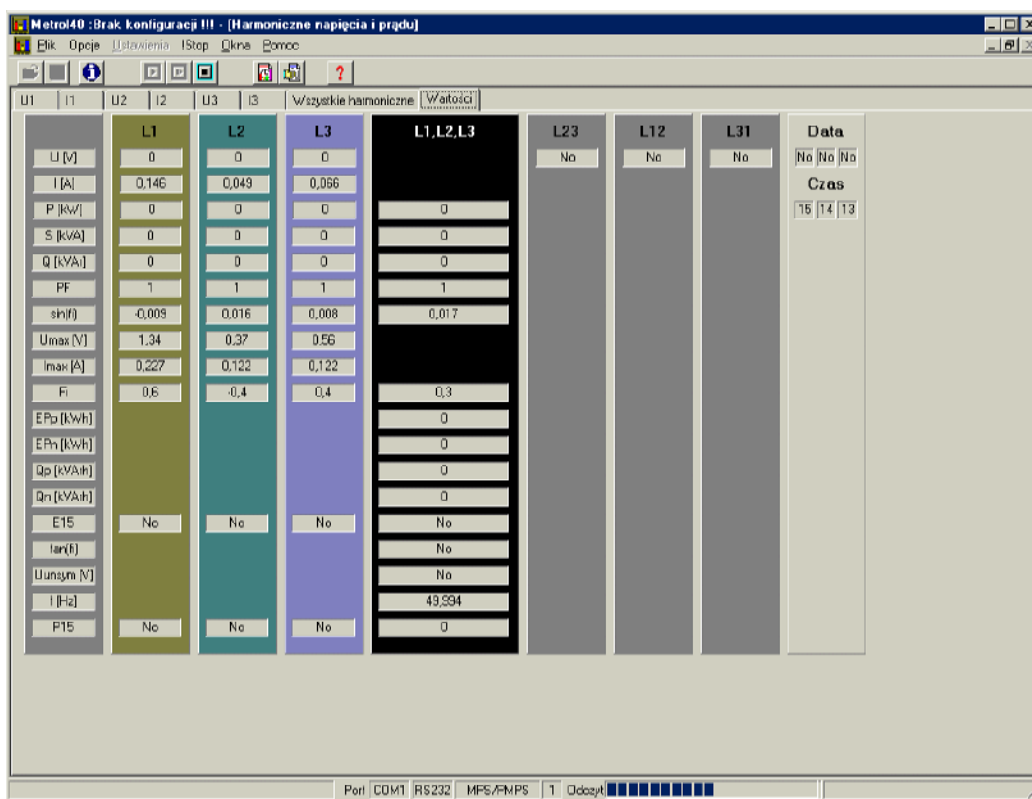 Metrol40 :Brak konfiguracji !!! - [Harmoniczne napięcia i prądu]
Plik Opcje Ustawienia !Stop Okna Pomoc
U1 I1 U2 I2 U3 I3 Wszystkie harmoniczne Wartości
L1 L2 L3 L1,L2,L3 L23 L12 L31 Data
U [V] 0 0 0 No No No No No No
I [A] 0,146 0,049 0,066 Czas
P [kW] 0 0 0 0 15 14 13
S [kVA] 0 0 0 0
Q [kVAr] 0 0 0 0
PF 1 1 1 1
sin(fi) -0,009 0,016 0,008 0,017
Umax [V] 1,34 0,37 0,56
Imax [A] 0,227 0,122 0,122
Fi 0,6 -0,4 0,4 0,3
EPp [kWh] 0
EPn [kWh] 0
Qp [kVArh] 0
Qn [kVArh] 0
E15 No No No No
tan(fi) No
Uunsym [V] No
f [Hz] 49,994
P15 No No No 0
Port COM1 RS232 MPS/PMPS 1 Odczyt